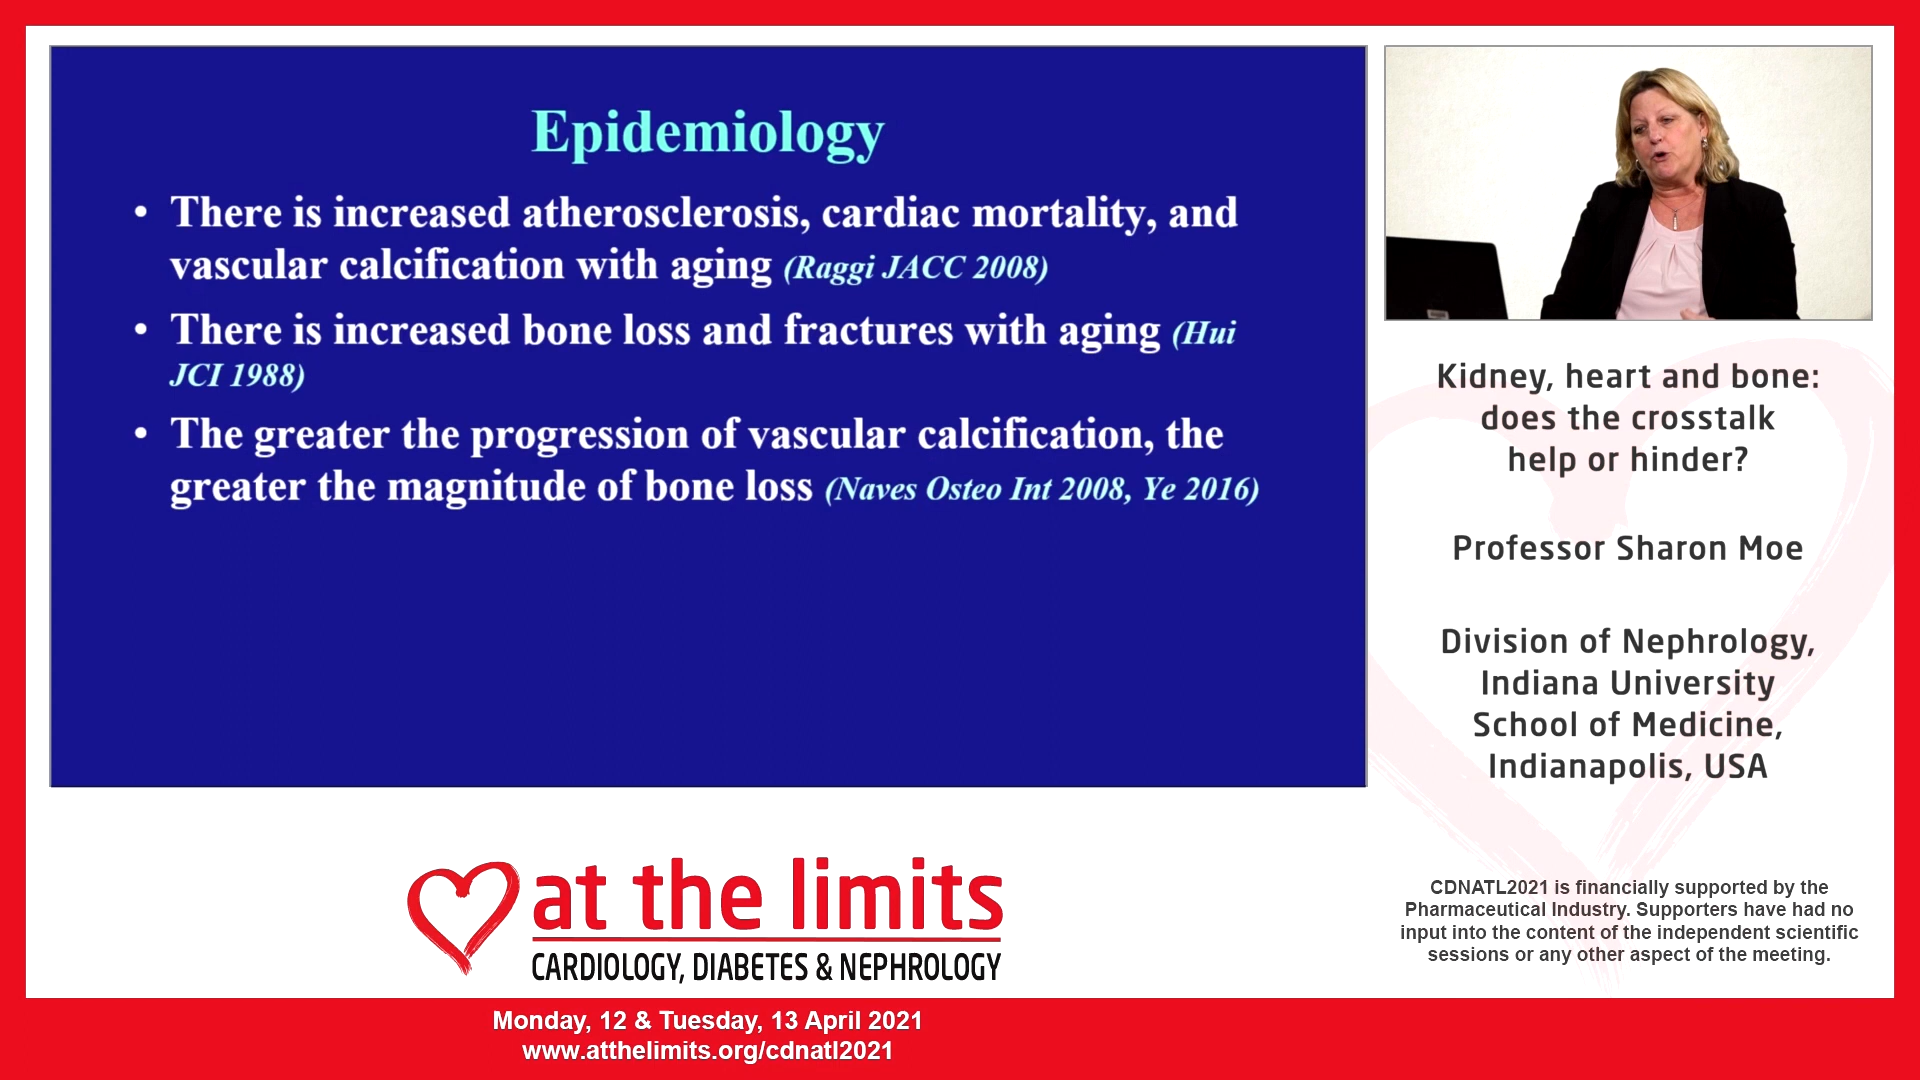 Epidemiology
• There is increased atherosclerosis, cardiac mortality, and
vascular calcification with aging (Raggi JACC 2008)
• There is increased bone loss and fractures with aging (Hui
JCI 1988)
• The greater the progression of vascular calcification, the
greater the magnitude of bone loss (Naves Osteo Int 2008, Ye 2016)
Kidney, heart and bone:
does the crosstalk
help or hinder?
Professor Sharon Moe
Division of Nephrology,
Indiana University
School of Medicine,
Indianapolis, USA
CDNATL2021 is financially supported by the
Pharmaceutical Industry. Supporters have had no
input into the content of the independent scientific
sessions or any other aspect of the meeting.
at the limits
CARDIOLOGY, DIABETES & NEPHROLOGY
Monday, 12 & Tuesday, 13 April 2021
www.atthelimits.org/cdnatl2021